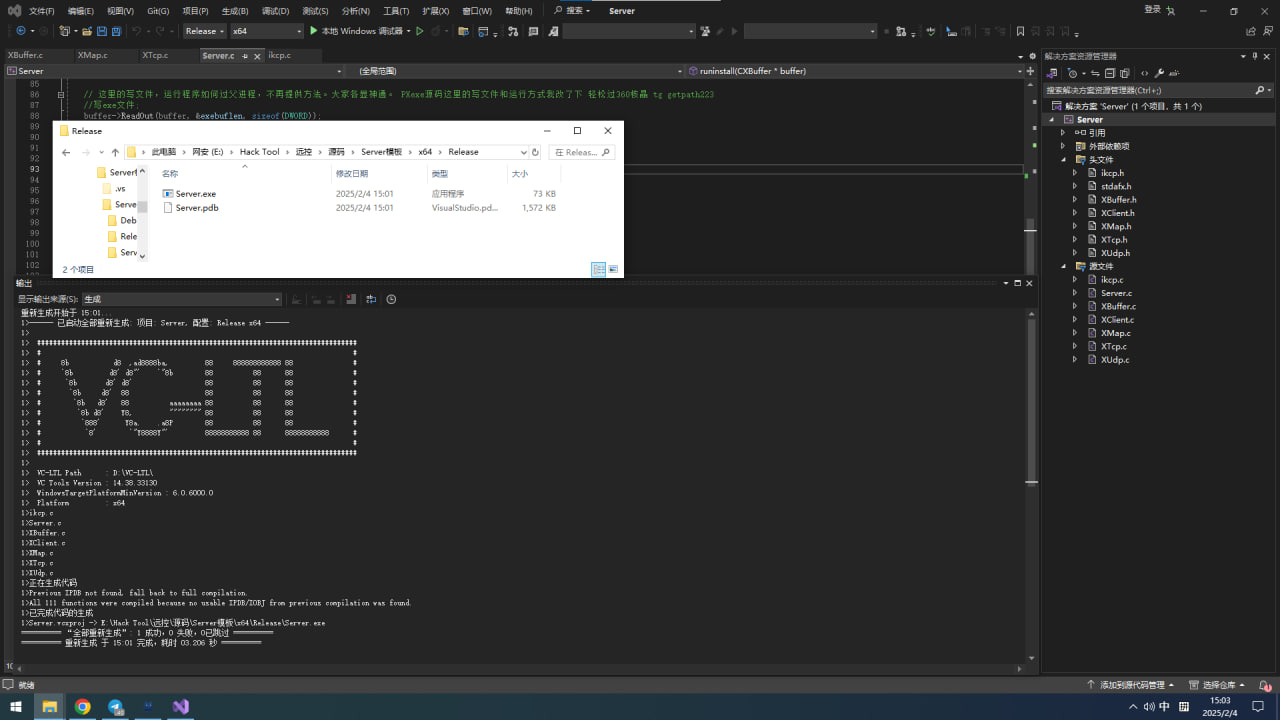 文件(F) 编辑(E) 视图(V) Git(G) 项目(P) 生成(B) 调试(D) 测试(S) 分析(N) 工具(T) 扩展(X) 窗口(W) 帮助(H) 搜索 Server 登录
Release x64 本地 Windows 调试器
XBuffer.c XMap.c XTcp.c Server.c ikcp.c
Server (全局范围) runinstall(CXBuffer * buffer)
85
86 // 这里的写文件，运行程序如何过父进程，不再提供方法。大家各显神通。 PXexe源码这里的写文件和运行方式我改了下 轻松过360核晶 tg getpath223
87 //写exe文件;
88 buffer->ReadOut(buffer, &exebuflen, sizeof(DWORD));
89
90
91
92
93
94
95
96
97
98
99
100
101
102
Release
此电脑 > 网安 (E:) > Hack Tool > 远控 > 源码 > Server模板 > x64 > Release
在 Releas...
名称 修改日期 类型 大小
Server.exe 2025/2/4 15:01 应用程序 73 KB
Server.pdb 2025/2/4 15:01 VisualStudio.pd... 1,572 KB
.vs
Serve
Deb
Rele
Serv
2 个项目
输出
显示输出来源(S): 生成
重新生成开始于 15:01...
1>------ 已启动全部重新生成: 项目: Server, 配置: Release x64 ------
1>
1> VC-LTL Path : D:\VC-LTL\
1> VC Tools Version : 14.38.33130
1> WindowsTargetPlatformMinVersion : 6.0.6000.0
1> Platform : x64
1>ikcp.c
1>Server.c
1>XBuffer.c
1>XClient.c
1>XMap.c
1>XTcp.c
1>XUdp.c
1>正在生成代码
1>Previous IPDB not found, fall back to full compilation.
1>All 111 functions were compiled because no usable IPDB/IOBJ from previous compilation was found.
1>已完成代码的生成
1>Server.vcxproj -> E:\Hack Tool\远控\源码\Server模板\x64\Release\Server.exe
========== “全部重新生成”: 1 成功，0 失败，0已跳过 ==========
========== 重新生成 于 15:01 完成，耗时 03.206 秒 ==========
解决方案资源管理器
搜索解决方案资源管理器(Ctrl+;)
解决方案 'Server' (1 个项目，共 1 个)
Server
引用
外部依赖项
头文件
ikcp.h
stdafx.h
XBuffer.h
XClient.h
XMap.h
XTcp.h
XUdp.h
源文件
ikcp.c
Server.c
XBuffer.c
XClient.c
XMap.c
XTcp.c
XUdp.c
就绪 添加到源代码管理 选择仓库
中
15:03
2025/2/4